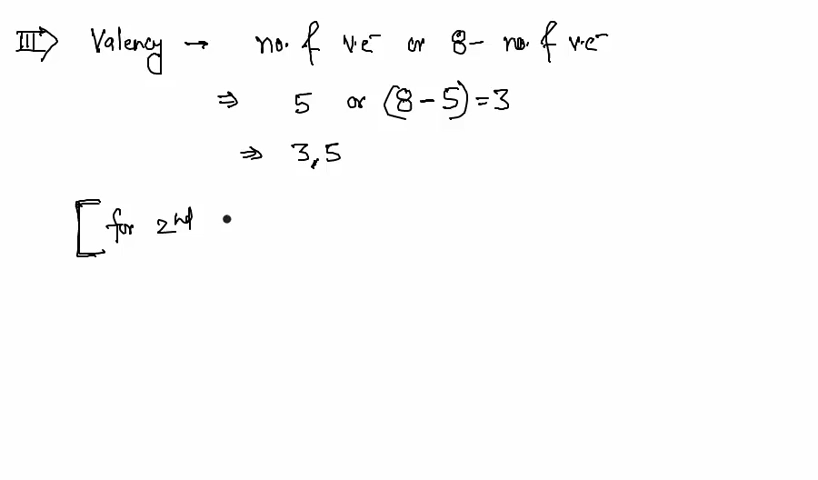 III⇒ Valency → no. of v.e⁻ or 8- no. of v.e⁻
⇒ 5 or (8-5)=3
⇒ 3,5
[for 2nd